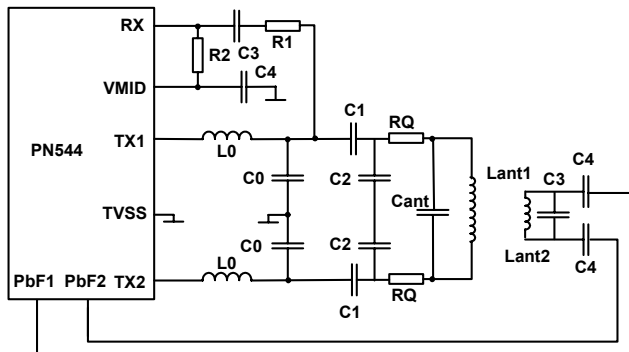 RX
C3
R1
R2
C4
VMID
C1
RQ
TX1
PN544
L0
Lant1
C4
C3
C0
C2
Cant
TVSS
C0
C2
Lant2
C4
L0
PbF1
PbF2
TX2
C1
RQ